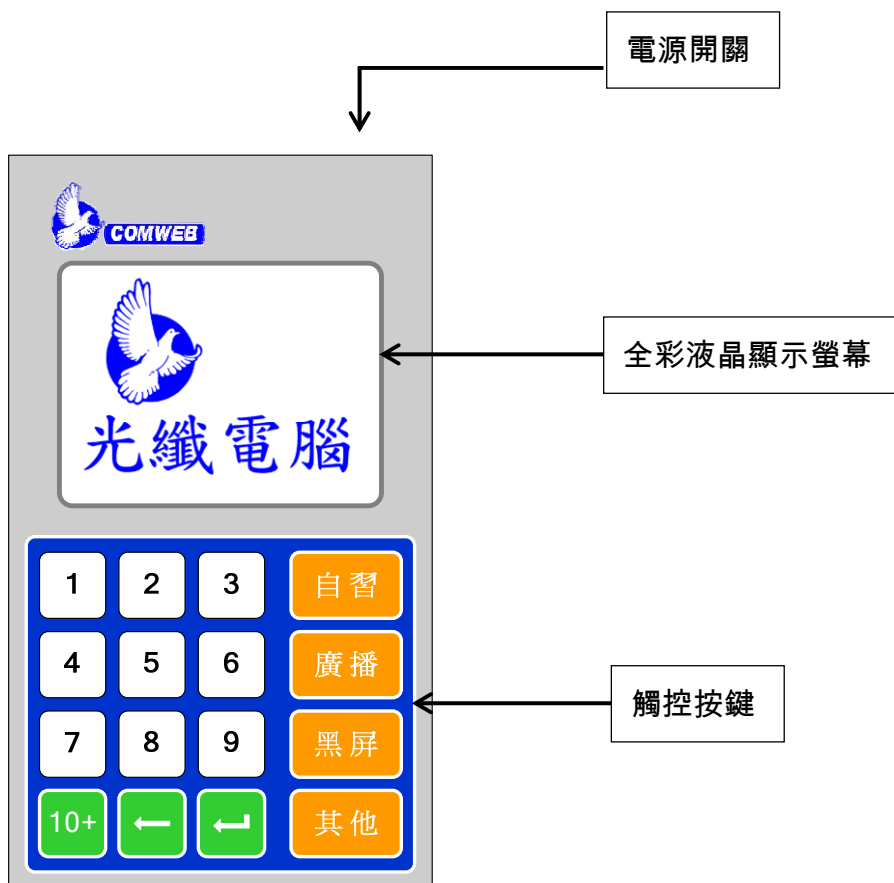 電源開關
COMWEB
全彩液晶顯示螢幕
光纖電腦
1 2 3 自習
4 5 6 廣播
觸控按鍵
7 8 9 黑屏
10+ 其他